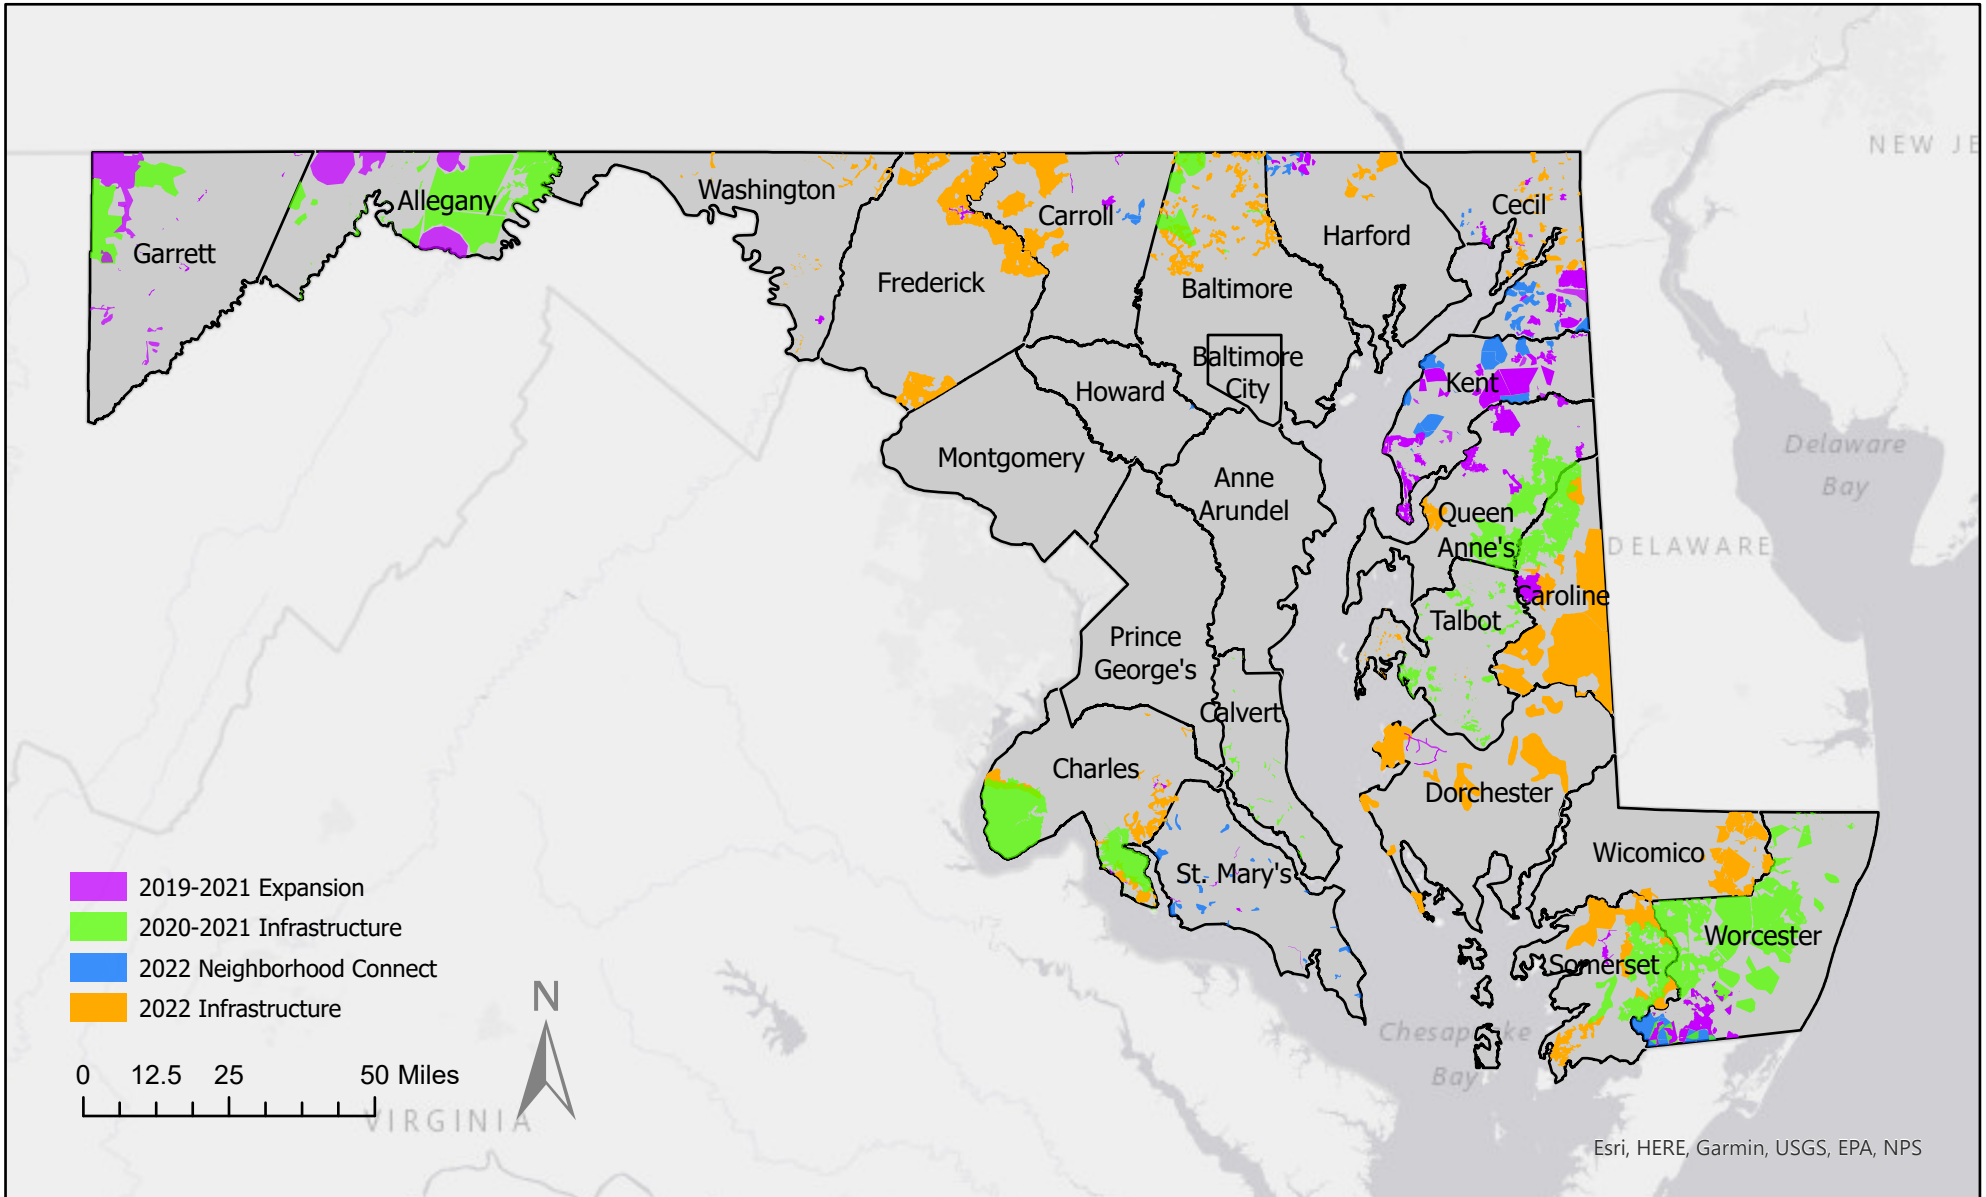 NEW JE
Washington
Allegany
Carroll
Cecil
Garrett
Harford
Frederick
Baltimore
Baltimore
City
Howard
Kent
Montgomery
Delaware
Bay
Anne
Arundel
Queen
Anne's
DELAWARE
Caroline
Talbot
Prince
George's
Calvert
Charles
Dorchester
Wicomico
St. Mary's
Worcester
Somerset
2019-2021 Expansion
2020-2021 Infrastructure
2022 Neighborhood Connect
2022 Infrastructure
N
Chesapeake
Bay
0 12.5 25 50 Miles
VIRGINIA
Esri, HERE, Garmin, USGS, EPA, NPS